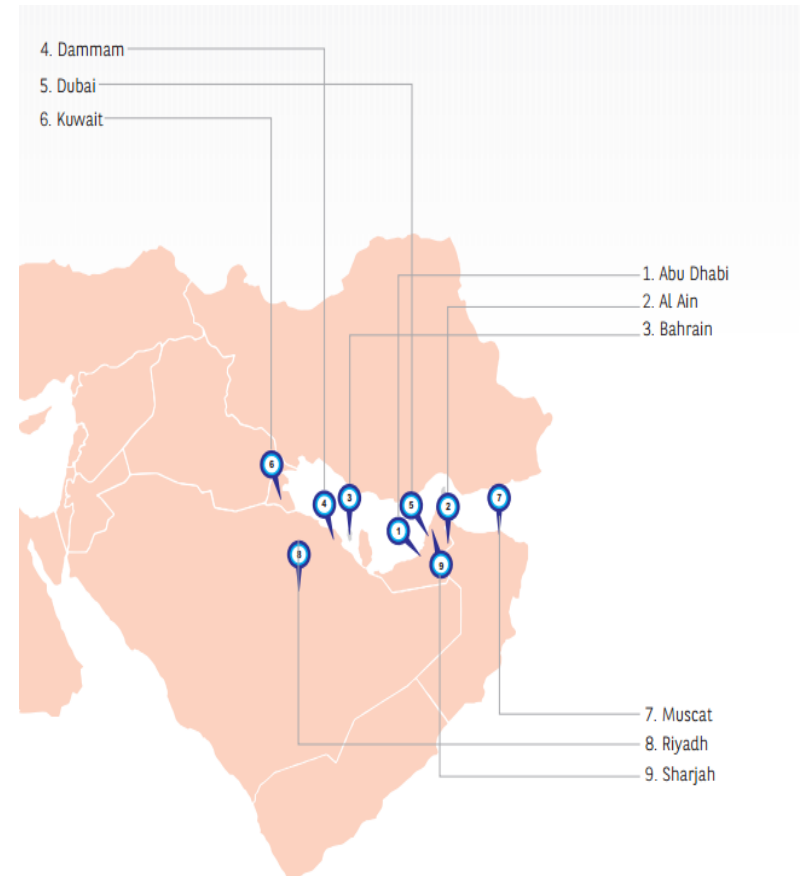 4. Dammam
5. Dubai
6. Kuwait
1. Abu Dhabi
2. Al Ain
3. Bahrain
6
4
3
5
2
7
1
8
9
7. Muscat
8. Riyadh
9. Sharjah